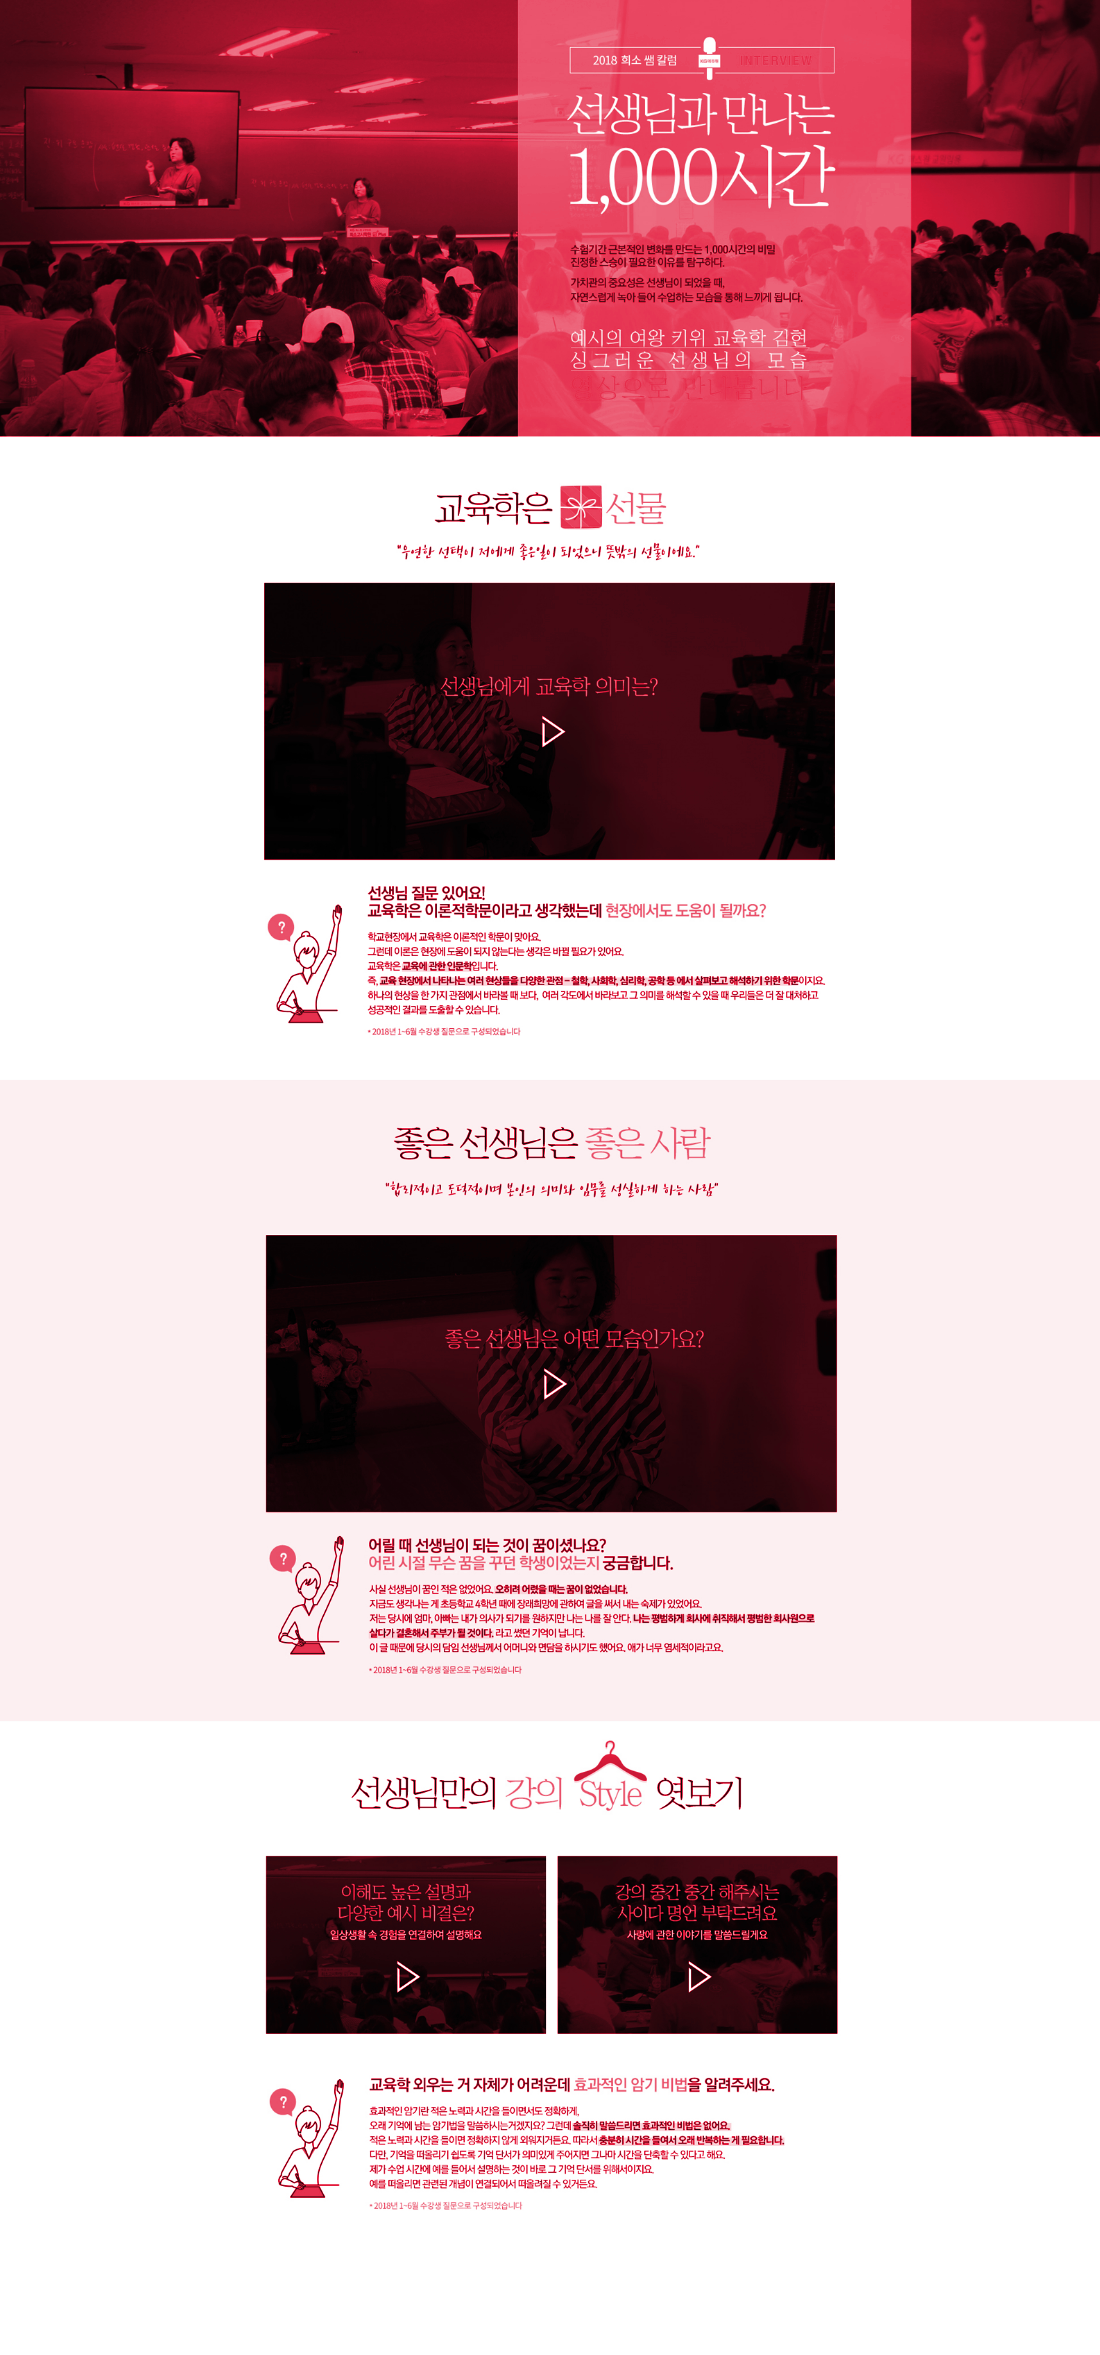 2018 희소 쌤 칼럼
INTERVIEW
선생님과 만나는
1,000시간
수험기간 근본적인 변화를 만드는 1,000시간의 비밀
진정한 스승이 필요한 이유를 탐구하다.
가치관의 중요성은 선생님이 되었을 때,
자연스럽게 녹아 들어 수업하는 모습을 통해 느끼게 됩니다.
예시의 여왕 키위 교육학 김현
싱그러운 선생님의 모습
영상으로 만나봅니다
교육학은 선물
"우연한 선택이 저에게 좋은일이 되었으니 뜻밖의 선물이에요."
선생님에게 교육학 의미는?
?
선생님 질문 있어요!
교육학은 이론적학문이라고 생각했는데 현장에서도 도움이 될까요?
학교현장에서 교육학은 이론적인 학문이 맞아요.
그런데 이론은 현장에 도움이 되지 않는다는 생각은 바뀔 필요가 있어요.
교육학은 교육에 관한 인문학입니다.
즉, 교육 현장에서 나타나는 여러 현상들을 다양한 관점 – 철학, 사회학, 심리학, 공학 등 에서 살펴보고 해석하기 위한 학문이지요.
하나의 현상을 한 가지 관점에서 바라볼 때 보다, 여러 각도에서 바라보고 그 의미를 해석할 수 있을 때 우리들은 더 잘 대처하고
성공적인 결과를 도출할 수 있습니다.
* 2018년 1~6월 수강생 질문으로 구성되었습니다
좋은 선생님은 좋은 사람
"합리적이고 도덕적이며 본인의 의미와 임무를 성실하게 하는 사람"
좋은 선생님은 어떤 모습인가요?
?
어릴 때 선생님이 되는 것이 꿈이셨나요?
어린 시절 무슨 꿈을 꾸던 학생이었는지 궁금합니다.
사실 선생님이 꿈인 적은 없었어요. 오히려 어렸을 때는 꿈이 없었습니다.
지금도 생각나는 게 초등학교 4학년 때에 장래희망에 관하여 글을 써서 내는 숙제가 있었어요.
저는 당시에 엄마, 아빠는 내가 의사가 되기를 원하지만 나는 나를 잘 안다. 나는 평범하게 회사에 취직해서 평범한 회사원으로
살다가 결혼해서 주부가 될 것이다. 라고 썼던 기억이 납니다.
이 글 때문에 당시의 담임 선생님께서 어머니와 면담을 하시기도 했어요. 애가 너무 염세적이라고요.
* 2018년 1~6월 수강생 질문으로 구성되었습니다
선생님만의 강의 Style 엿보기
이해도 높은 설명과
다양한 예시 비결은?
일상생활 속 경험을 연결하여 설명해요
강의 중간 중간 해주시는
사이다 명언 부탁드려요
사랑에 관한 이야기를 말씀드릴게요
?
교육학 외우는 거 자체가 어려운데 효과적인 암기 비법을 알려주세요.
효과적인 암기란 적은 노력과 시간을 들이면서도 정확하게,
오래 기억에 남는 암기법을 말씀하시는거겠지요? 그런데 솔직히 말씀드리면 효과적인 비법은 없어요.
적은 노력과 시간을 들이면 정확하지 않게 외워지거든요. 따라서 충분히 시간을 들여서 오래 반복하는 게 필요합니다.
다만, 기억을 떠올리기 쉽도록 기억 단서가 의미있게 주어지면 그나마 시간을 단축할 수 있다고 해요.
제가 수업 시간에 예를 들어서 설명하는 것이 바로 그 기억 단서를 위해서이지요.
예를 떠올리면 관련된 개념이 연결되어서 떠올려질 수 있거든요.
* 2018년 1~6월 수강생 질문으로 구성되었습니다